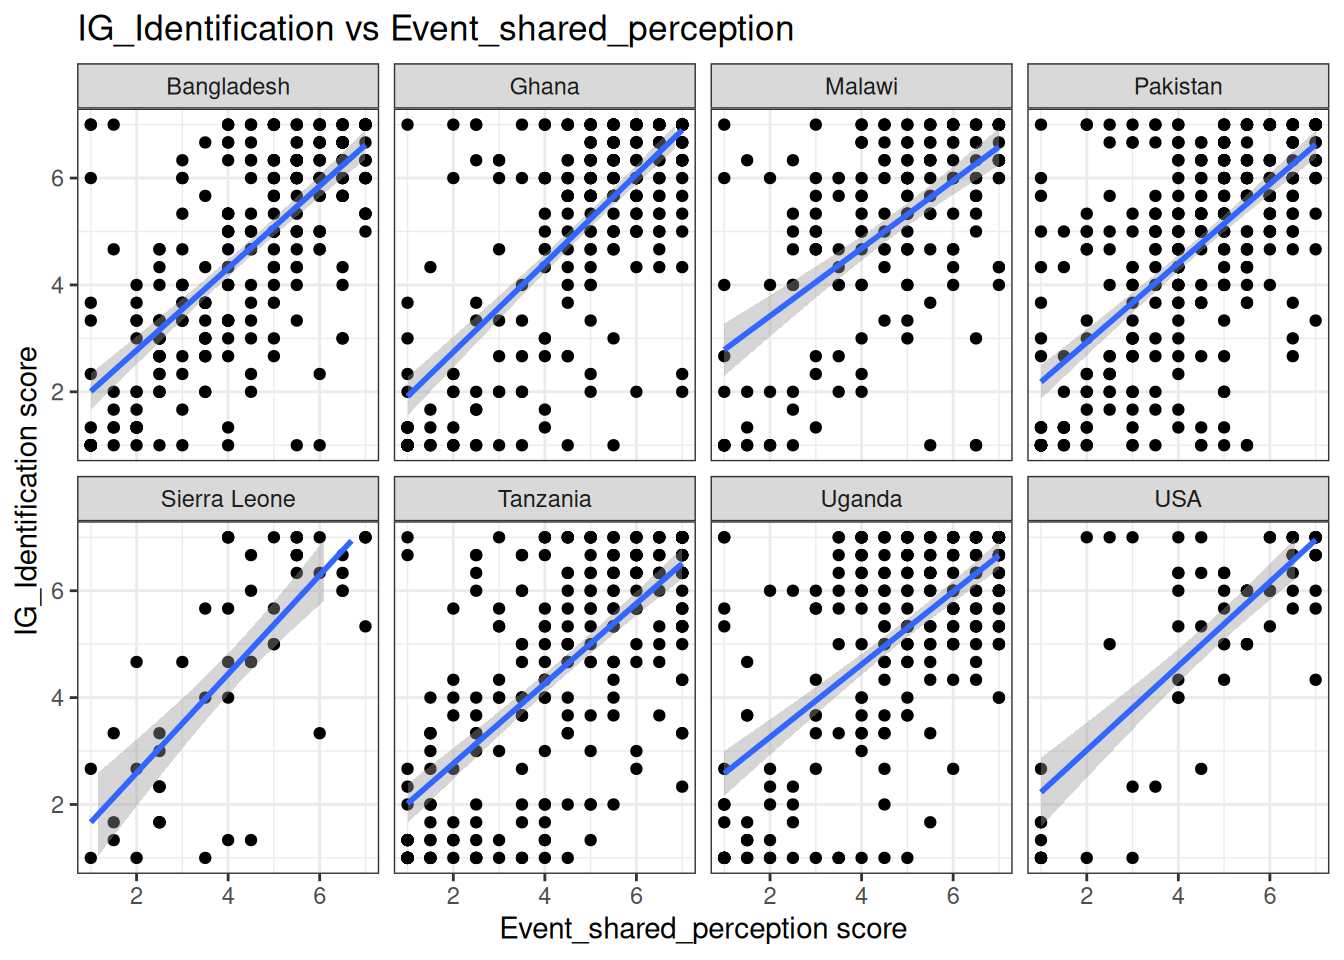 IG_Identification vs Event_shared_perception
Bangladesh
Ghana
Malawi
Pakistan
6
4
2
Sierra Leone
Tanzania
Uganda
USA
6
4
2
2 4 6
2 4 6
2 4 6
2 4 6
IG_Identification score
Event_shared_perception score